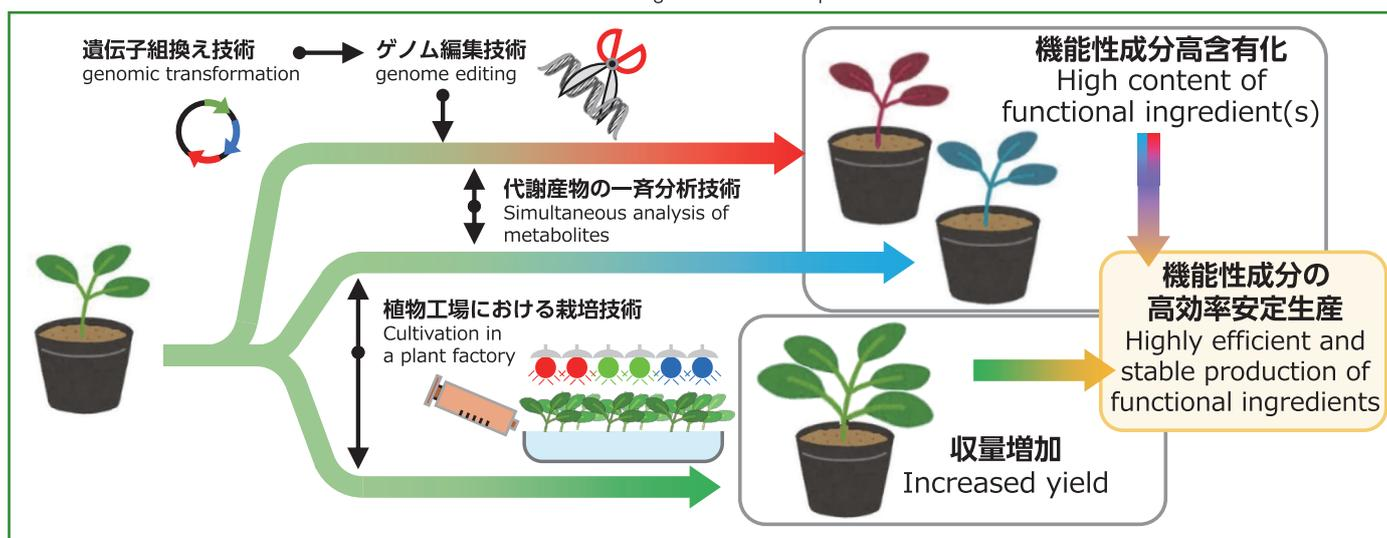 遺伝子組換え技術
genomic transformation
ゲノム編集技術
genome editing
代謝産物の一斉分析技術
Simultaneous analysis of
metabolites
植物工場における栽培技術
Cultivation in
a plant factory
機能性成分高含有化
High content of
functional ingredient(s)
収量増加
Increased yield
機能性成分の
高効率安定生産
Highly efficient and
stable production of
functional ingredients